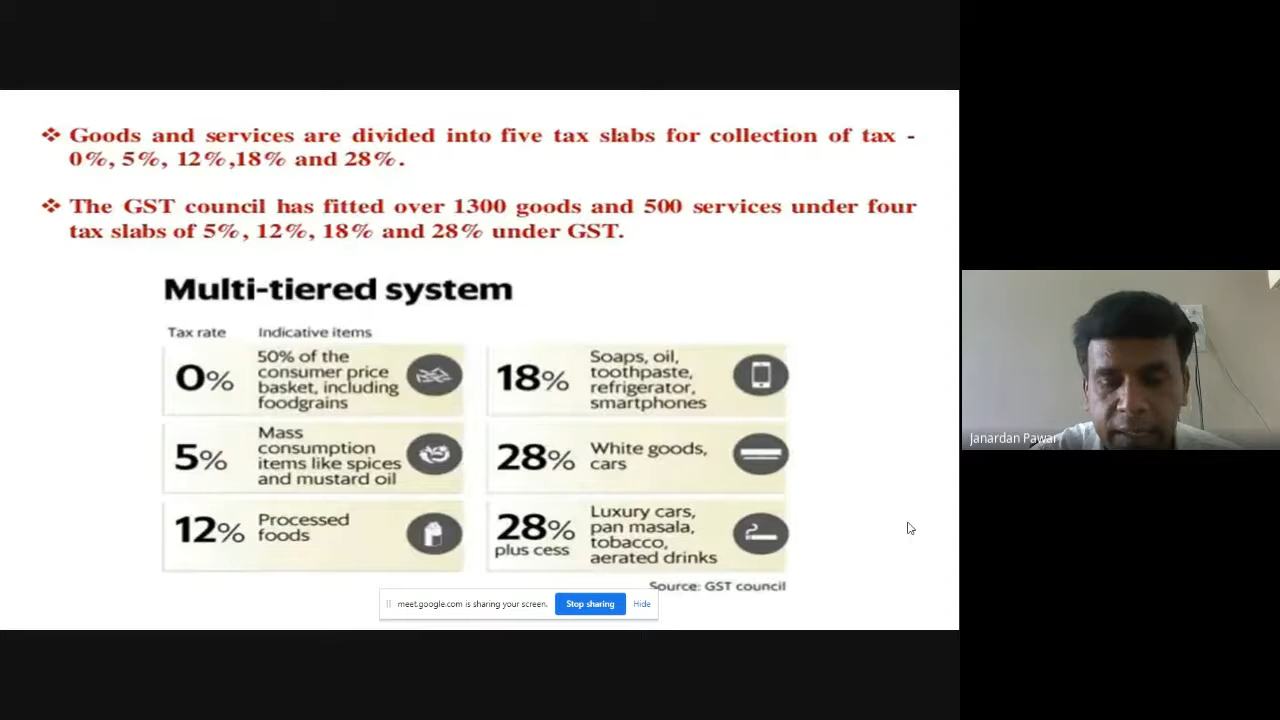 ❖ Goods and services are divided into five tax slabs for collection of tax -
0%, 5%, 12%,18% and 28%.
❖ The GST council has fitted over 1300 goods and 500 services under four
tax slabs of 5%, 12%, 18% and 28% under GST.
Multi-tiered system
Tax rate Indicative items
0%
50% of the
consumer price
basket, including
foodgrains
5%
Mass
consumption
items like spices
and mustard oil
12%
Processed
foods
18%
Soaps, oil,
toothpaste,
refrigerator,
smartphones
28%
White goods,
cars
28%
plus cess
Luxury cars,
pan masala,
tobacco,
aerated drinks
Source: GST council
meet.google.com is sharing your screen. Stop sharing Hide
Janardan Pawar